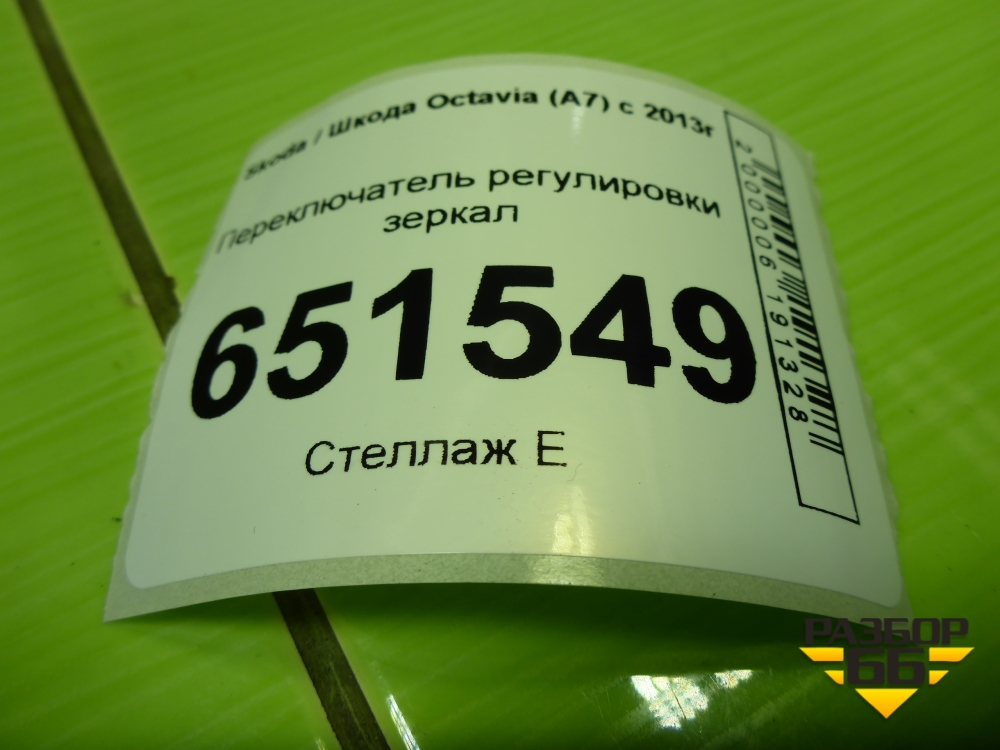 Skoda / Шкода Octavia (A7) с 2013г
Переключатель регулировки
зеркал
651549
Стеллаж Е
2000006191328
РАЗБОР
66